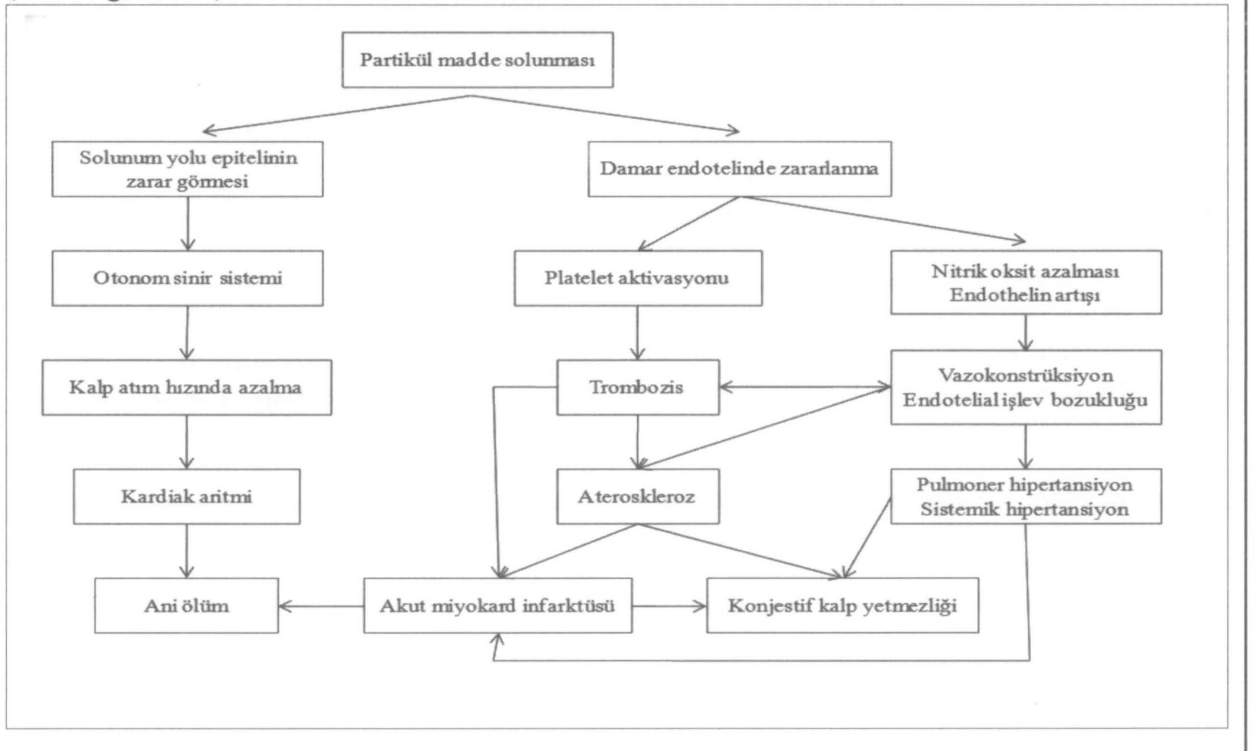 Partikül madde solunması
Solunum yolu epitelinin
zarar görmesi
Damar endotelinde zararlanma
Otonom sinir sistemi
Platelet aktivasyonu
Nitrik oksit azalması
Endothelin artışı
Kalp atım hızında azalma
Trombozis
Vazokonstrüksiyon
Endotelial işlev bozukluğu
Kardiak aritmi
Ateroskleroz
Pulmoner hipertansiyon
Sistemik hipertansiyon
Ani ölüm
Akut miyokard infarktüsü
Konjestif kalp yetmezliği